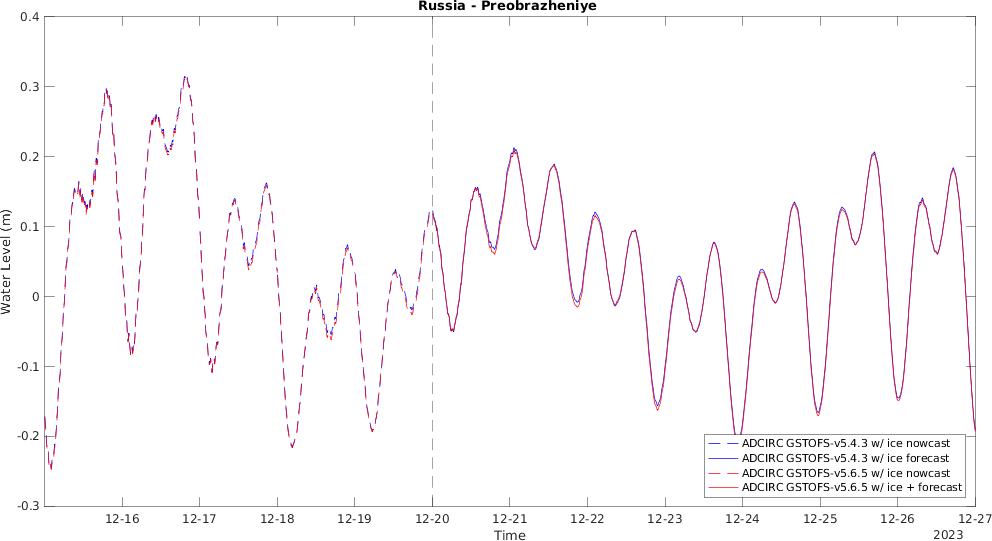 Russia - Preobrazheniye
0.4
0.3
0.2
0.1
0
-0.1
-0.2
-0.3
Water Level (m)
ADCIRC GSTOFS-v5.4.3 w/ ice nowcast
ADCIRC GSTOFS-v5.4.3 w/ ice forecast
ADCIRC GSTOFS-v5.6.5 w/ ice nowcast
ADCIRC GSTOFS-v5.6.5 w/ ice + forecast
12-16 12-17 12-18 12-19 12-20 12-21 12-22 12-23 12-24 12-25 12-26 12-27
Time
2023